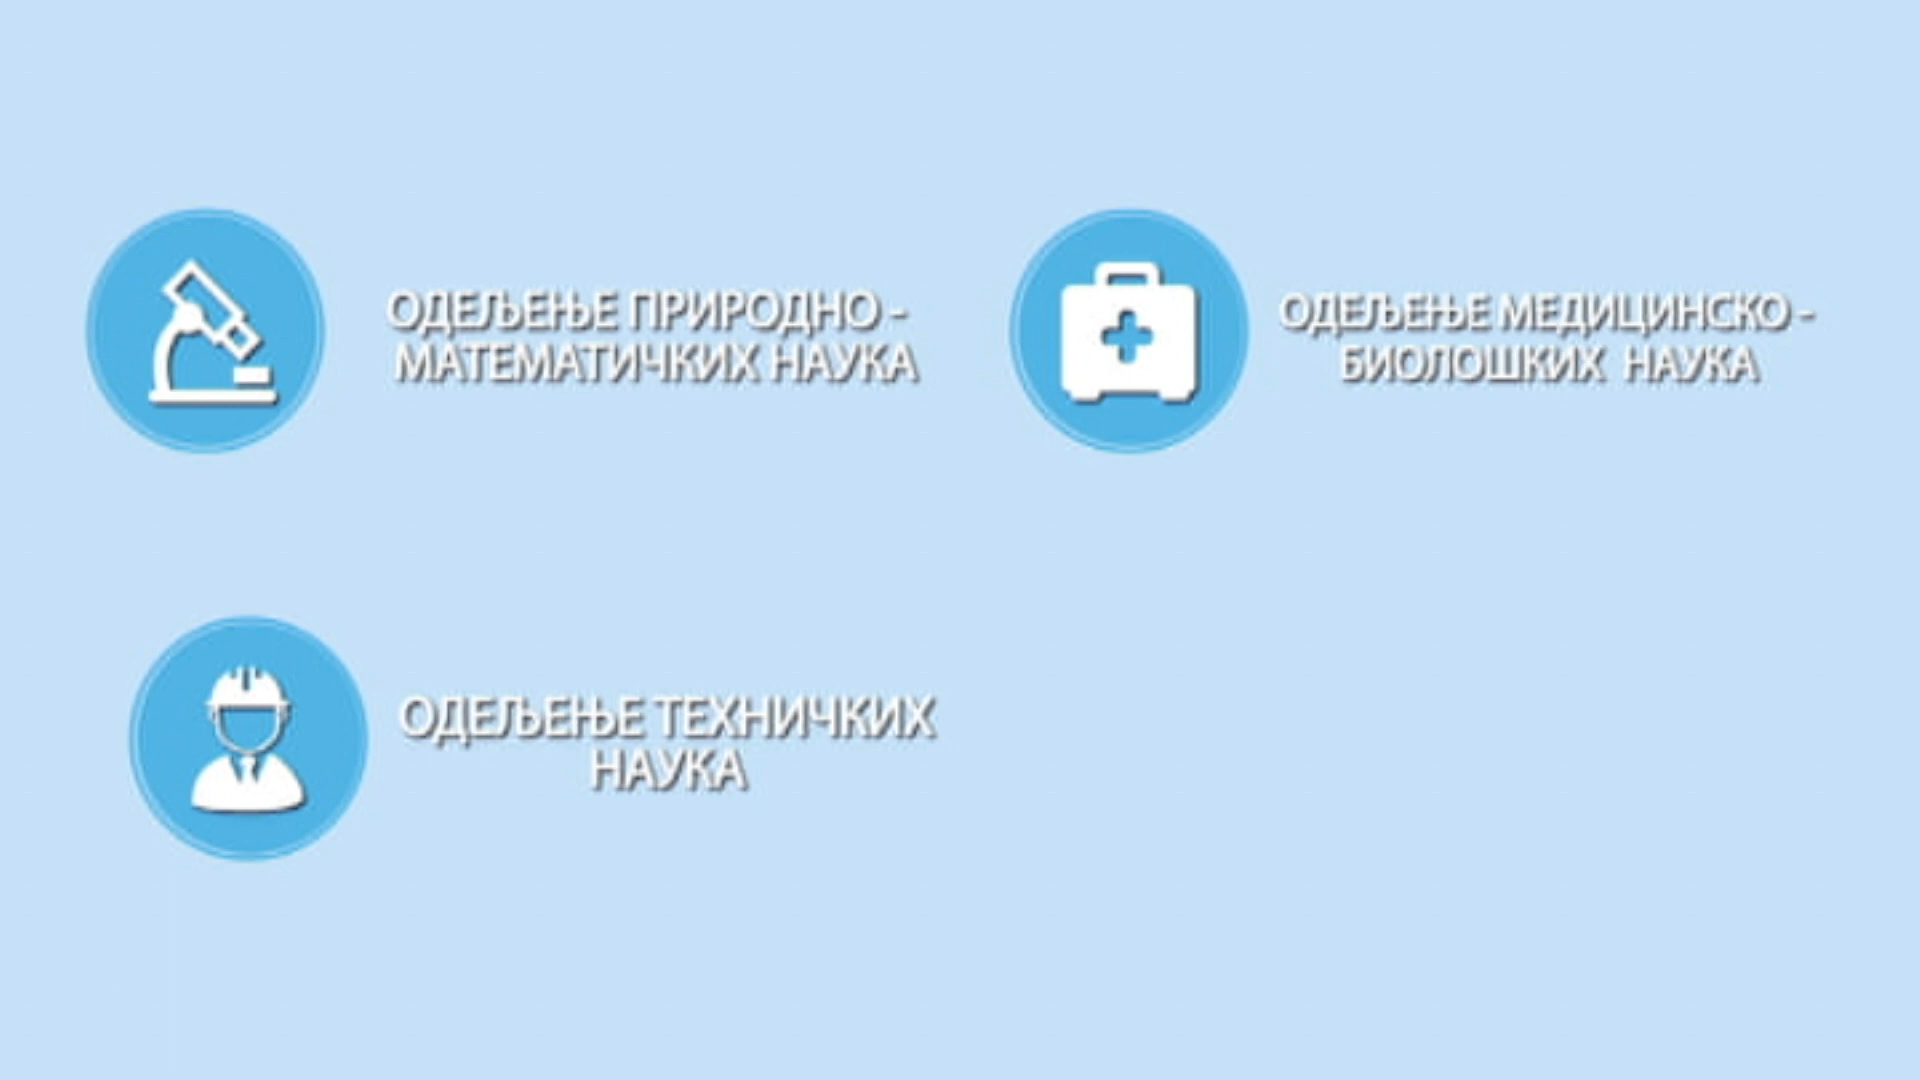 ОДЕЉЕЊЕ ПРИРОДНО -
МАТЕМАТИЧКИХ НАУКА
ОДЕЉЕЊЕ МЕДИЦИНСКО -
БИОЛОШКИХ НАУКА
ОДЕЉЕЊЕ ТЕХНИЧКИХ
НАУКА